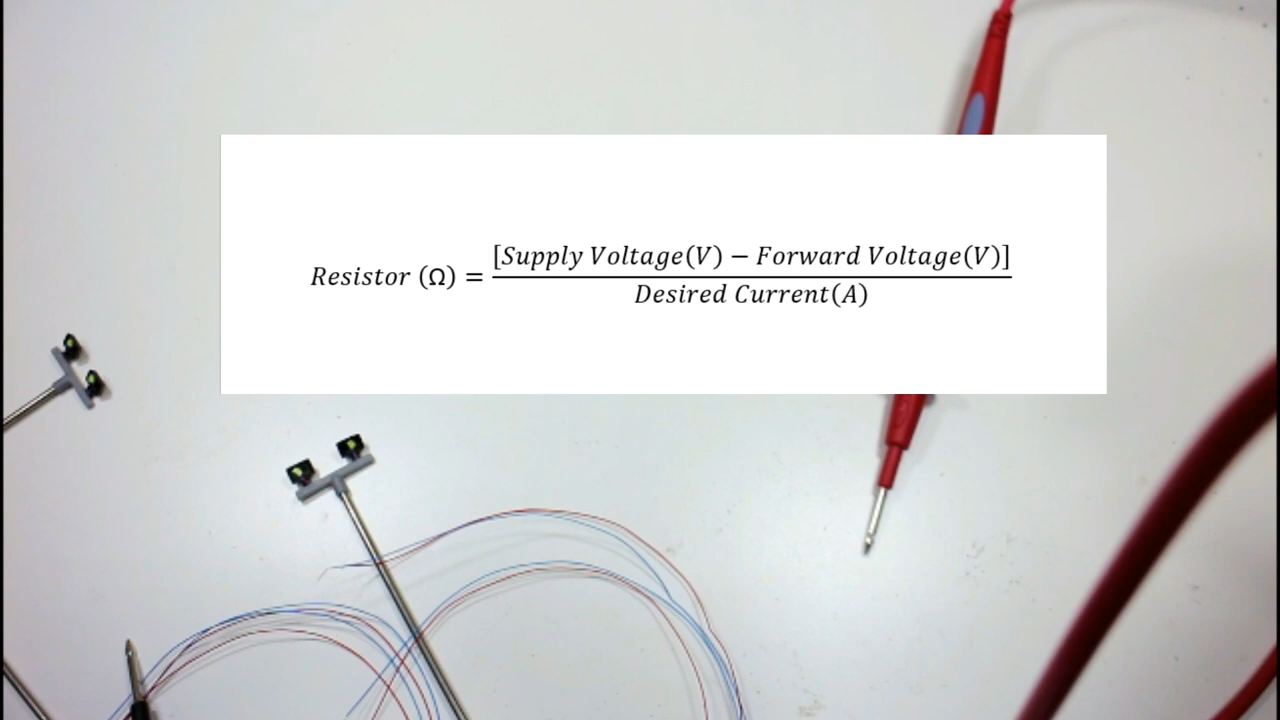 Resistor (Ω) = [Supply Voltage(V) − Forward Voltage(V)] / Desired Current(A)